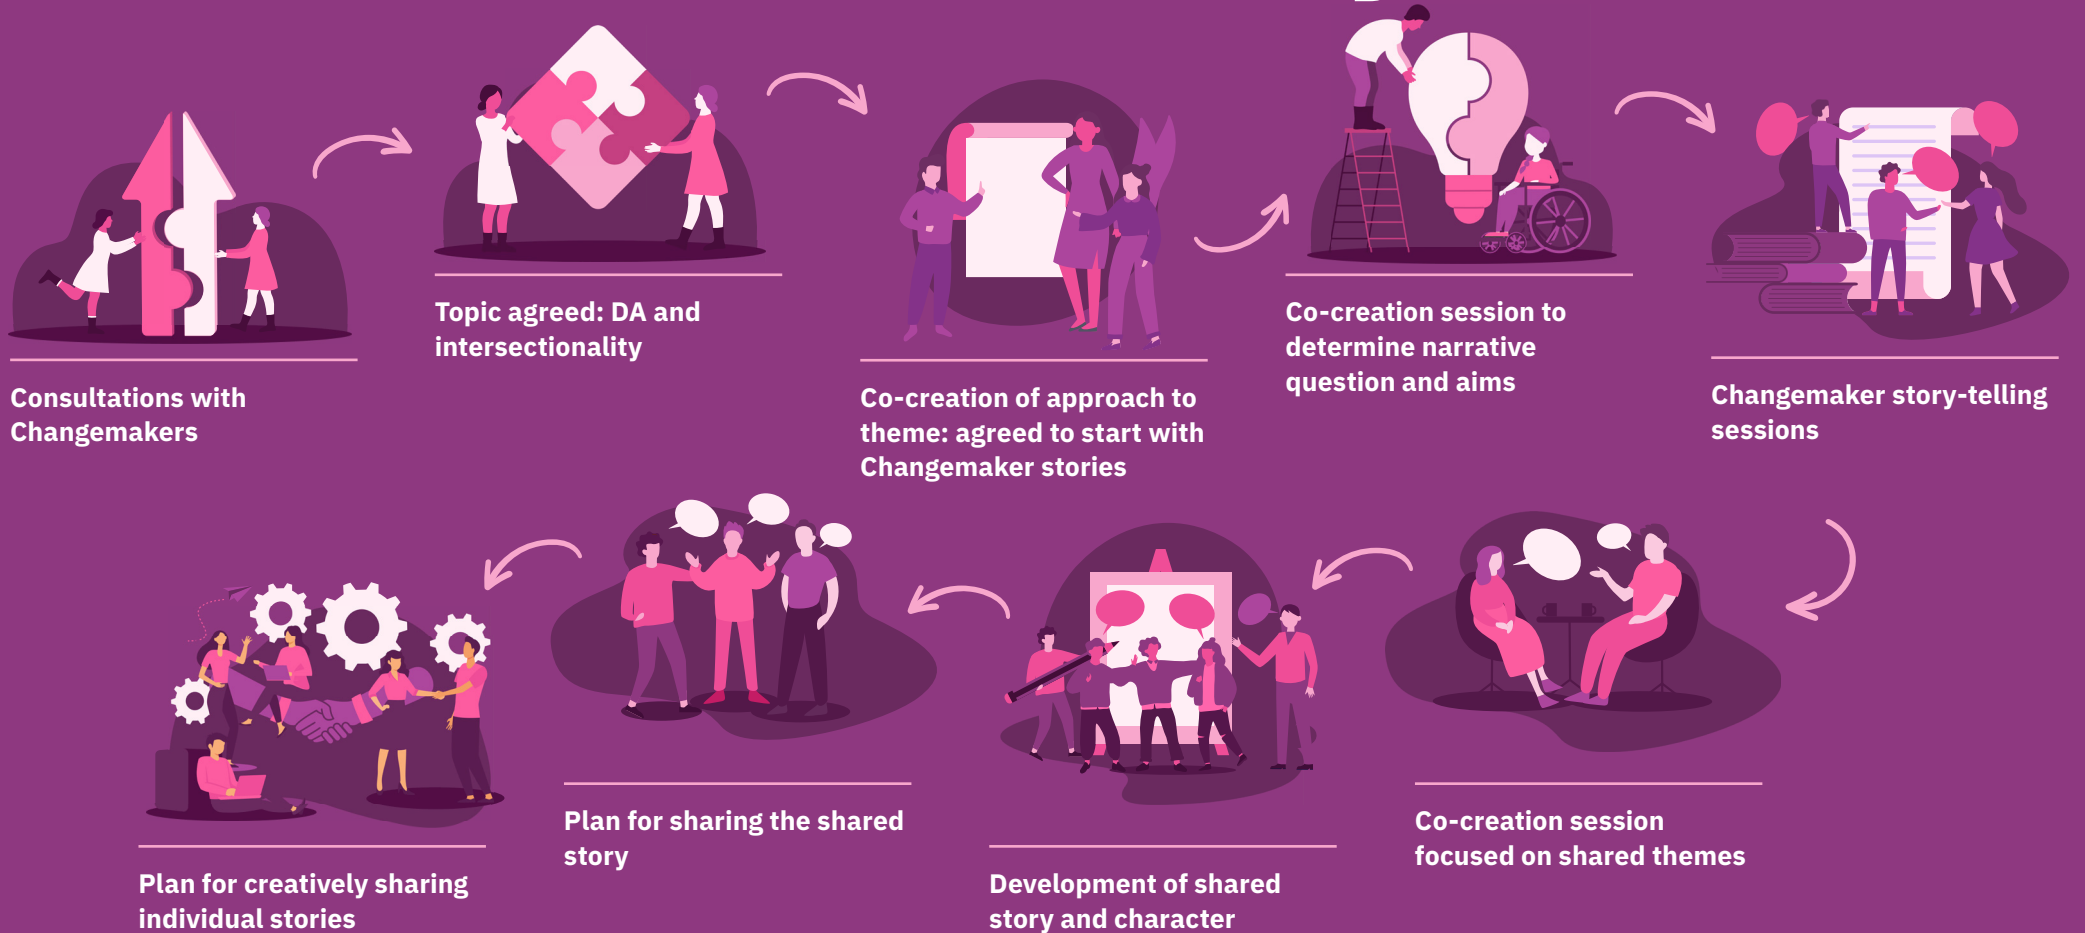 Consultations with
Changemakers
Topic agreed: DA and
intersectionality
Co-creation of approach to
theme: agreed to start with
Changemaker stories
Co-creation session to
determine narrative
question and aims
Changemaker story-telling
sessions
Co-creation session
focused on shared themes
Development of shared
story and character
Plan for sharing the shared
story
Plan for creatively sharing
individual stories